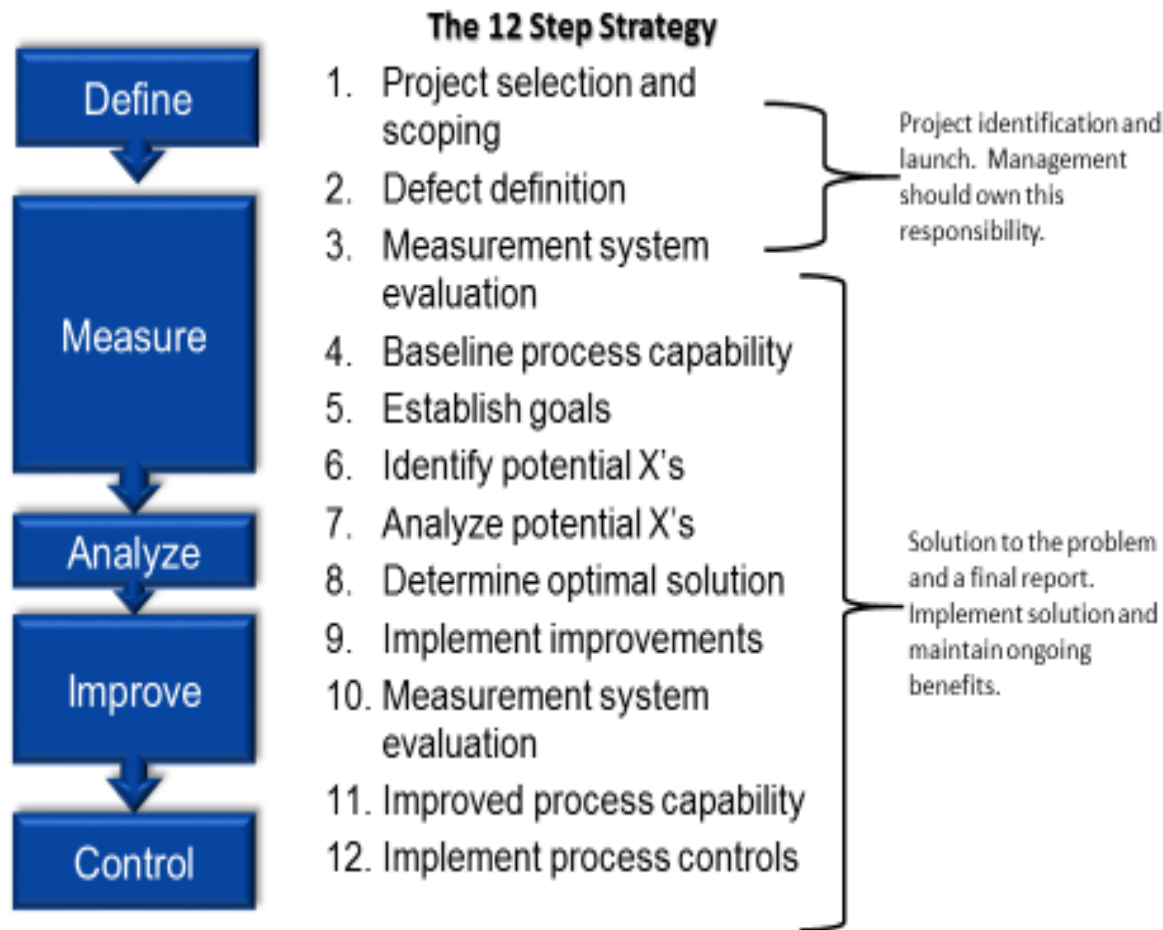 The 12 Step Strategy
Define
Measure
Analyze
Improve
Control
1. Project selection and
scoping
2. Defect definition
3. Measurement system
evaluation
4. Baseline process capability
5. Establish goals
6. Identify potential X's
7. Analyze potential X's
8. Determine optimal solution
9. Implement improvements
10. Measurement system
evaluation
11. Improved process capability
12. Implement process controls
Project identification and
launch. Management
should own this
responsibility.
Solution to the problem
and a final report.
Implement solution and
maintain ongoing
benefits.